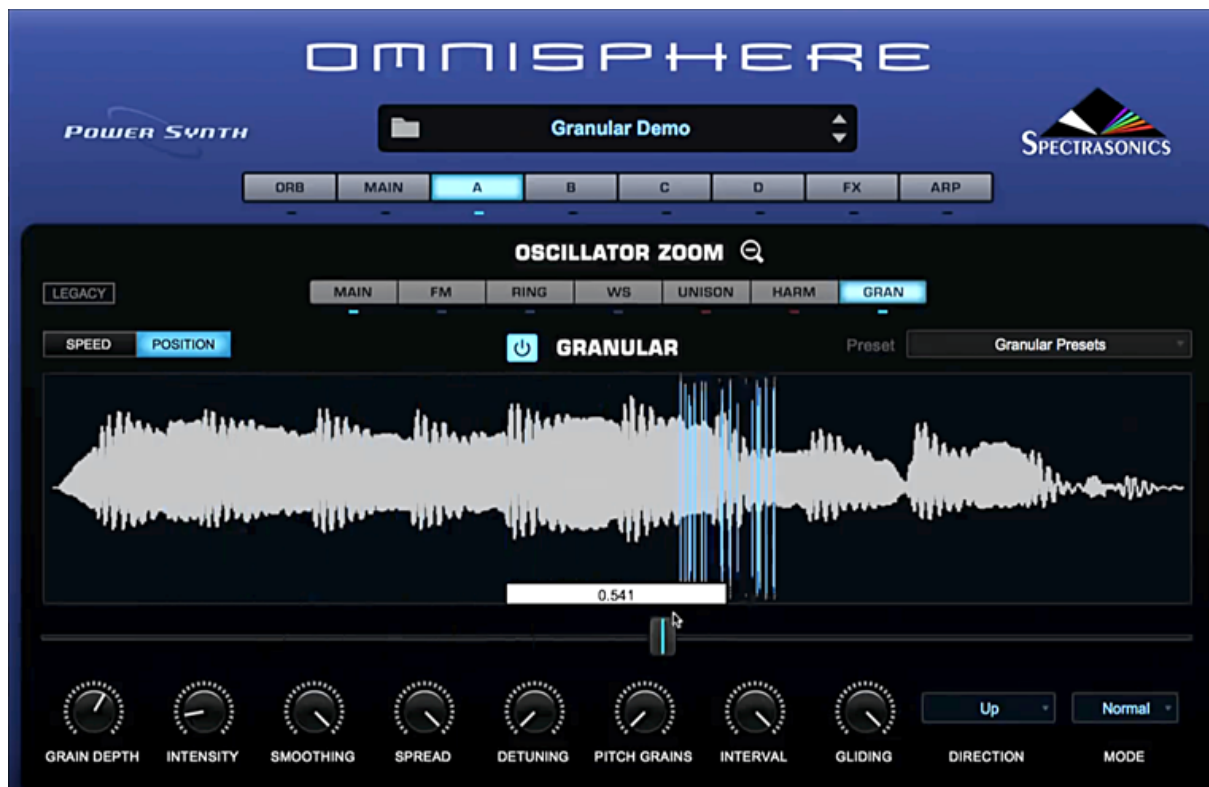 OMNISPHERE
POWER SYNTH
Granular Demo
SPECTRASONICS
ORB MAIN A B C D FX ARP
OSCILLATOR ZOOM
LEGACY
MAIN FM RING WS UNISON HARM GRAN
SPEED POSITION
GRANULAR
Preset Granular Presets
0.541
Up Normal
GRAIN DEPTH INTENSITY SMOOTHING SPREAD DETUNING PITCH GRAINS INTERVAL GLIDING DIRECTION MODE